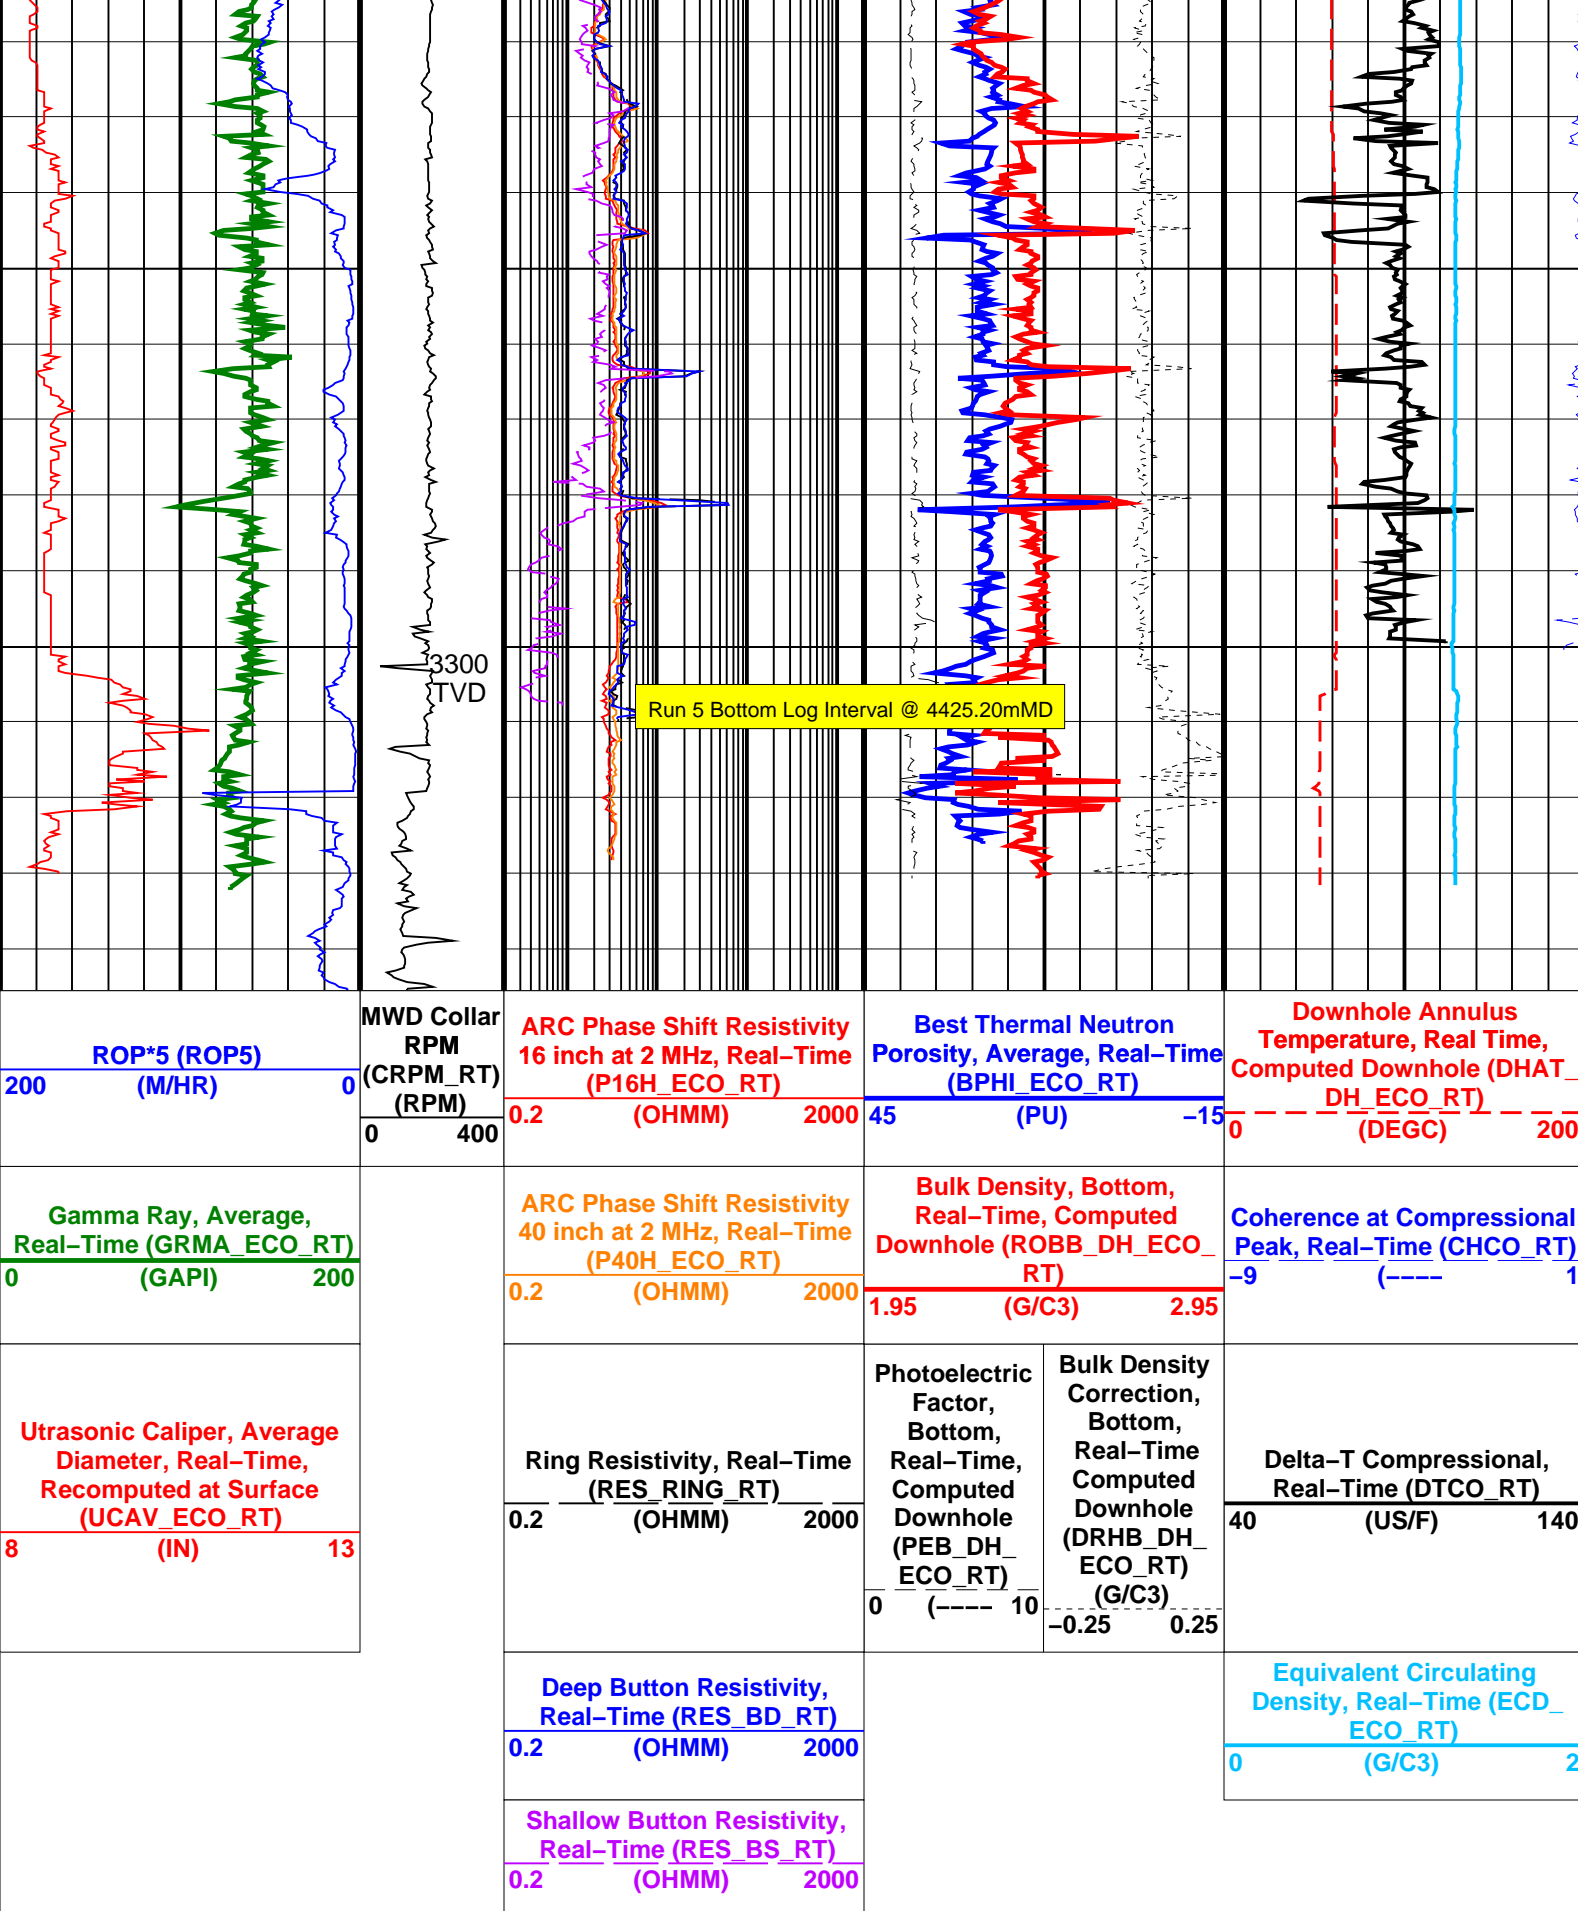 3300
TVD
Run 5 Bottom Log Interval @ 4425.20mMD
ROP*5 (ROP5)
200 (M/HR) 0
MWD Collar
RPM
(CRPM_RT)
(RPM)
0 400
ARC Phase Shift Resistivity
16 inch at 2 MHz, Real–Time
(P16H_ECO_RT)
0.2 (OHMM) 2000
Best Thermal Neutron
Porosity, Average, Real–Time
(BPHI_ECO_RT)
45 (PU) –15
Downhole Annulus
Temperature, Real Time,
Computed Downhole (DHAT_
DH_ECO_RT)
0 (DEGC) 200
Gamma Ray, Average,
Real–Time (GRMA_ECO_RT)
0 (GAPI) 200
ARC Phase Shift Resistivity
40 inch at 2 MHz, Real–Time
(P40H_ECO_RT)
0.2 (OHMM) 2000
Bulk Density, Bottom,
Real–Time, Computed
Downhole (ROBB_DH_ECO_
RT)
1.95 (G/C3) 2.95
Coherence at Compressional
Peak, Real–Time (CHCO_RT)
–9 (–––– 1
Utrasonic Caliper, Average
Diameter, Real–Time,
Recomputed at Surface
(UCAV_ECO_RT)
8 (IN) 13
Ring Resistivity, Real–Time
(RES_RING_RT)
0.2 (OHMM) 2000
Photoelectric
Factor,
Bottom,
Real–Time,
Computed
Downhole
(PEB_DH_
ECO_RT)
0 (–––– 10
Bulk Density
Correction,
Bottom,
Real–Time
Computed
Downhole
(DRHB_DH_
ECO_RT)
(G/C3)
–0.25 0.25
Delta–T Compressional,
Real–Time (DTCO_RT)
40 (US/F) 140
Deep Button Resistivity,
Real–Time (RES_BD_RT)
0.2 (OHMM) 2000
Equivalent Circulating
Density, Real–Time (ECD_
ECO_RT)
0 (G/C3) 2
Shallow Button Resistivity,
Real–Time (RES_BS_RT)
0.2 (OHMM) 2000